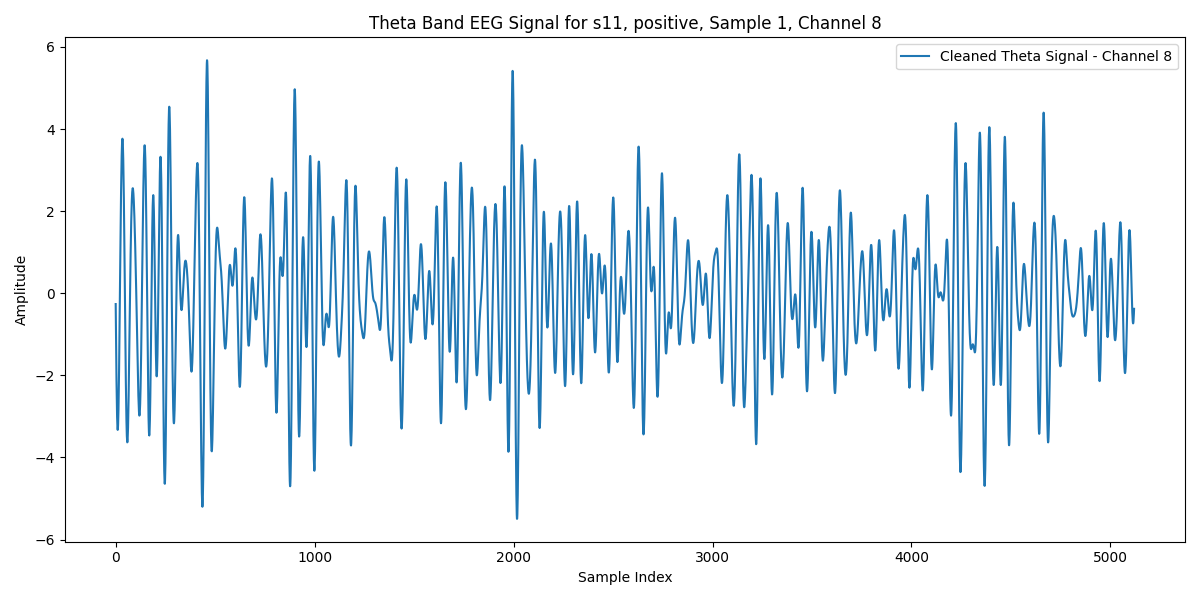 Theta Band EEG Signal for s11, positive, Sample 1, Channel 8
Cleaned Theta Signal - Channel 8
Amplitude
6
4
2
0
−2
−4
−6
0 1000 2000 3000 4000 5000
Sample Index